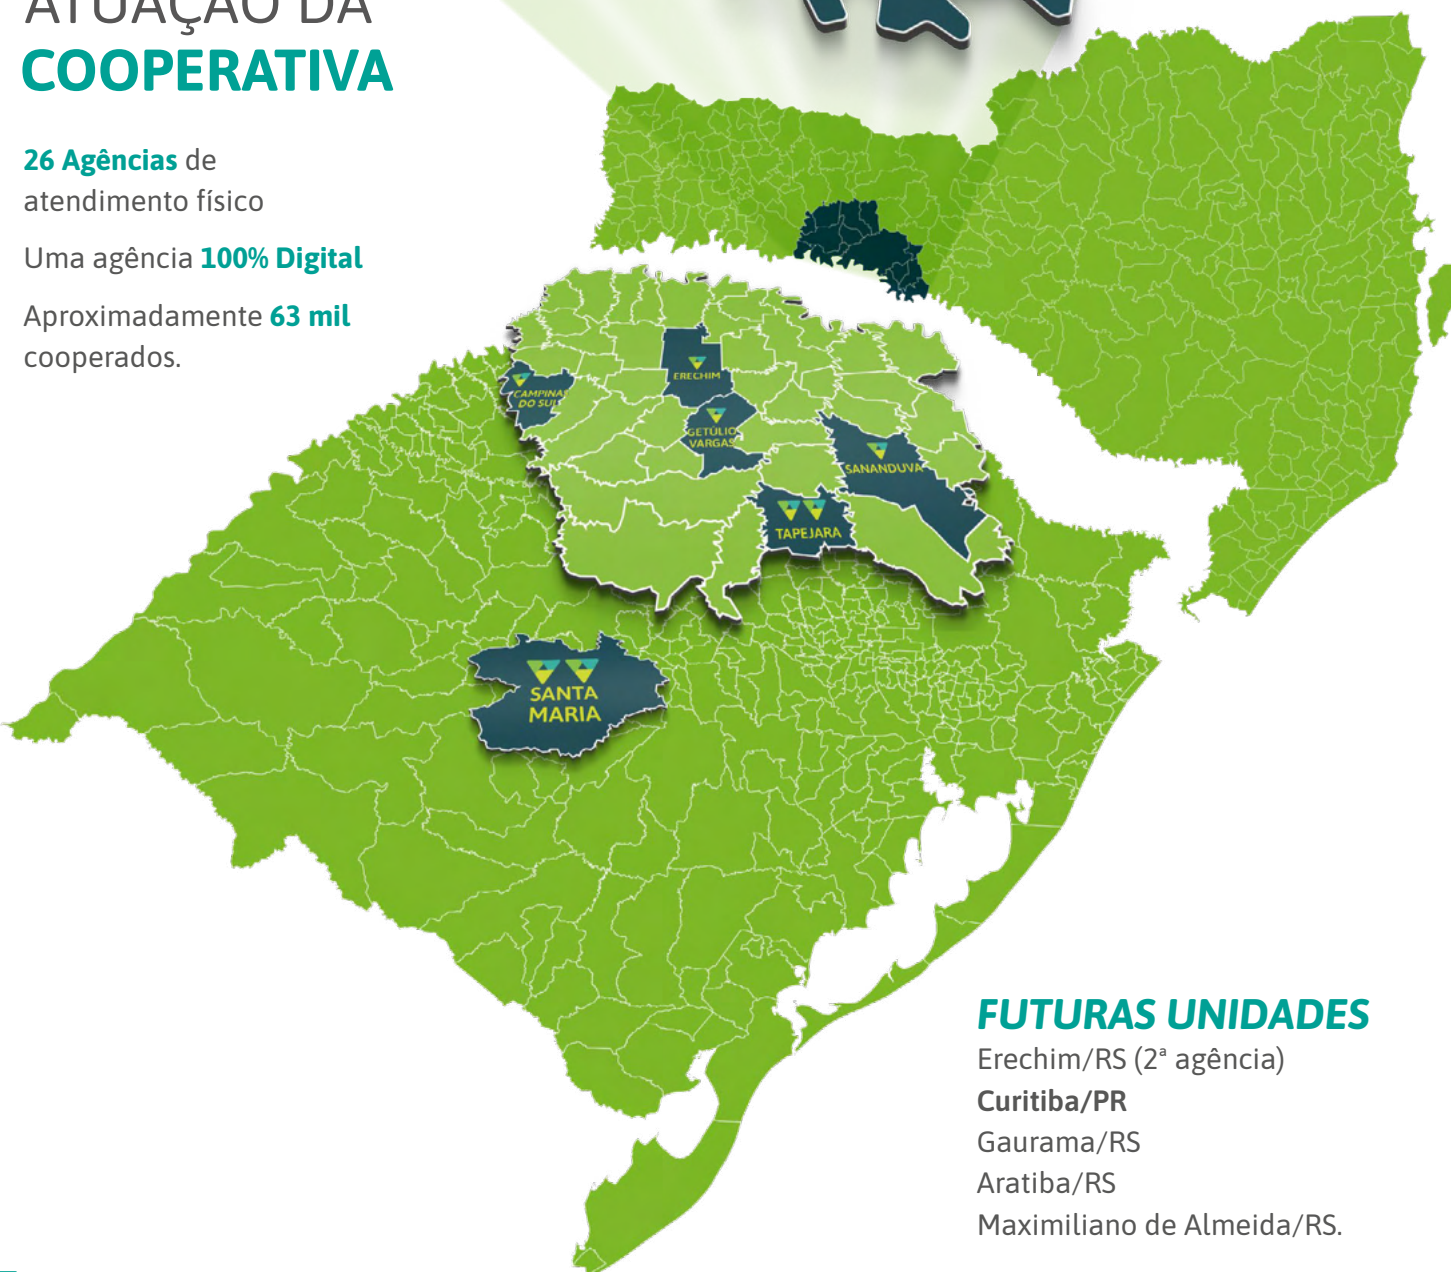 ATUAÇÃO DA
COOPERATIVA
26 Agências de
atendimento físico
Uma agência 100% Digital
Aproximadamente 63 mil
cooperados.
ERECHIM
CAMPINAS
DO SUL
GETÚLIO
VARGAS
SANANDUVA
TAPEJARA
SANTA
MARIA
FUTURAS UNIDADES
Erechim/RS (2ª agência)
Curitiba/PR
Gaurama/RS
Aratiba/RS
Maximiliano de Almeida/RS.